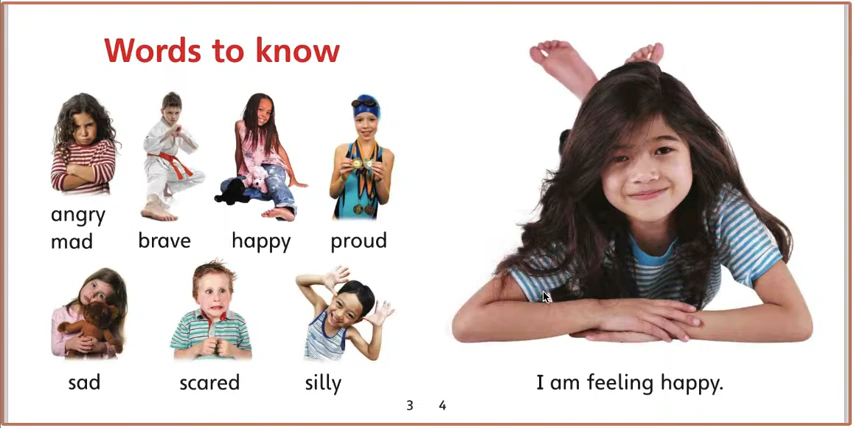 Words to know
angry
mad
brave
happy
proud
sad
scared
silly
3
4
I am feeling happy.